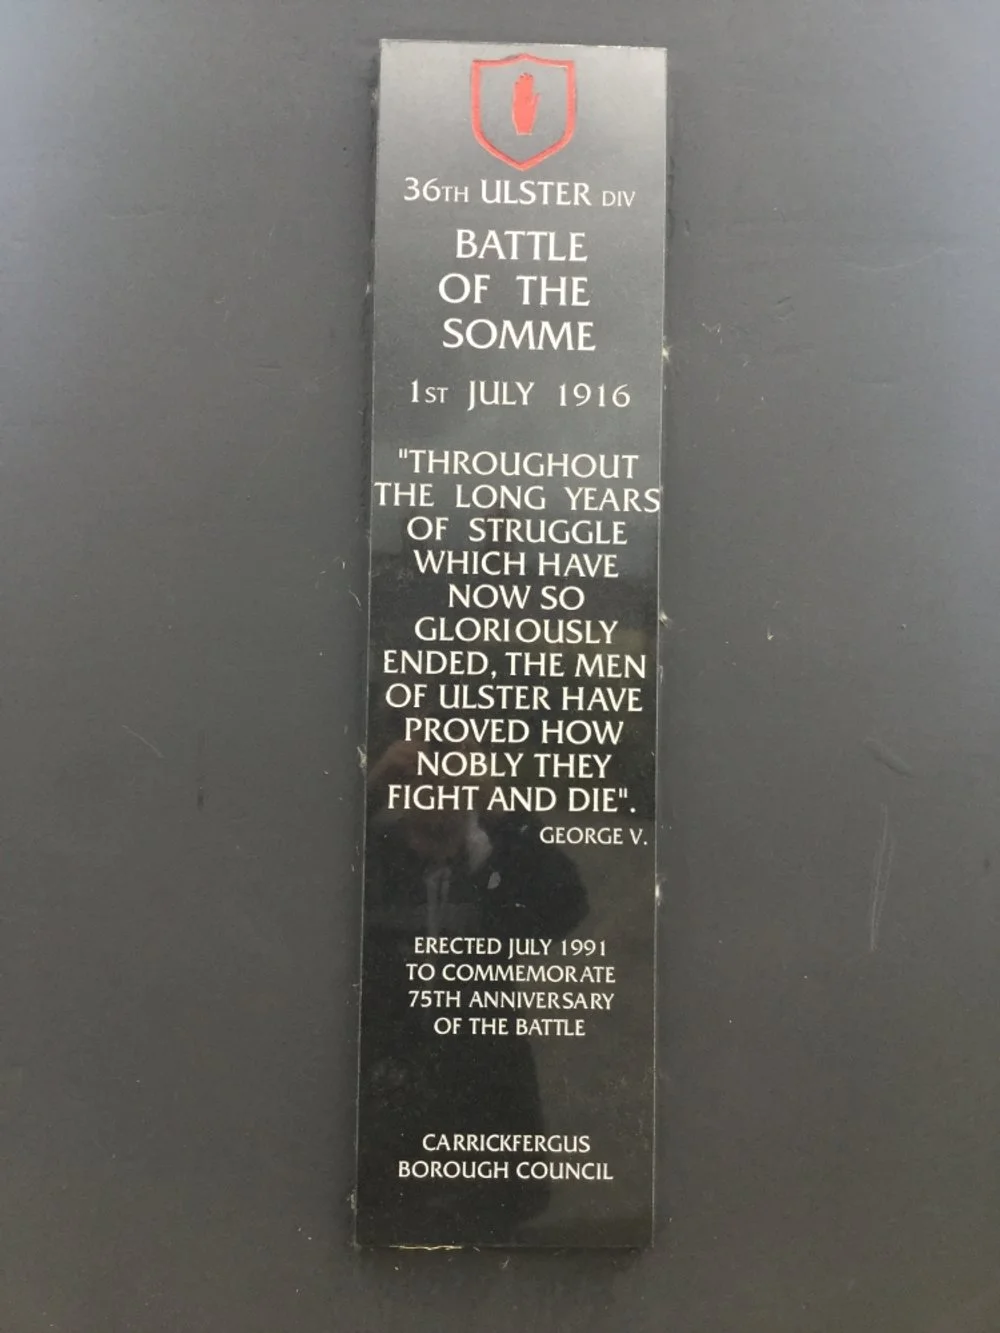 36TH ULSTER DIV
BATTLE
OF THE
SOMME
1ST JULY 1916
"THROUGHOUT
THE LONG YEARS
OF STRUGGLE
WHICH HAVE
NOW SO
GLORIOUSLY
ENDED, THE MEN
OF ULSTER HAVE
PROVED HOW
NOBLY THEY
FIGHT AND DIE".
GEORGE V.
ERECTED JULY 1991
TO COMMEMORATE
75TH ANNIVERSARY
OF THE BATTLE
CARRICKFERGUS
BOROUGH COUNCIL